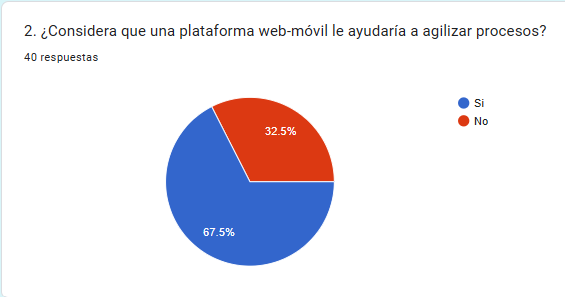 2. ¿Considera que una plataforma web-móvil le ayudaría a agilizar procesos?
40 respuestas
Si
No
32.5%
67.5%